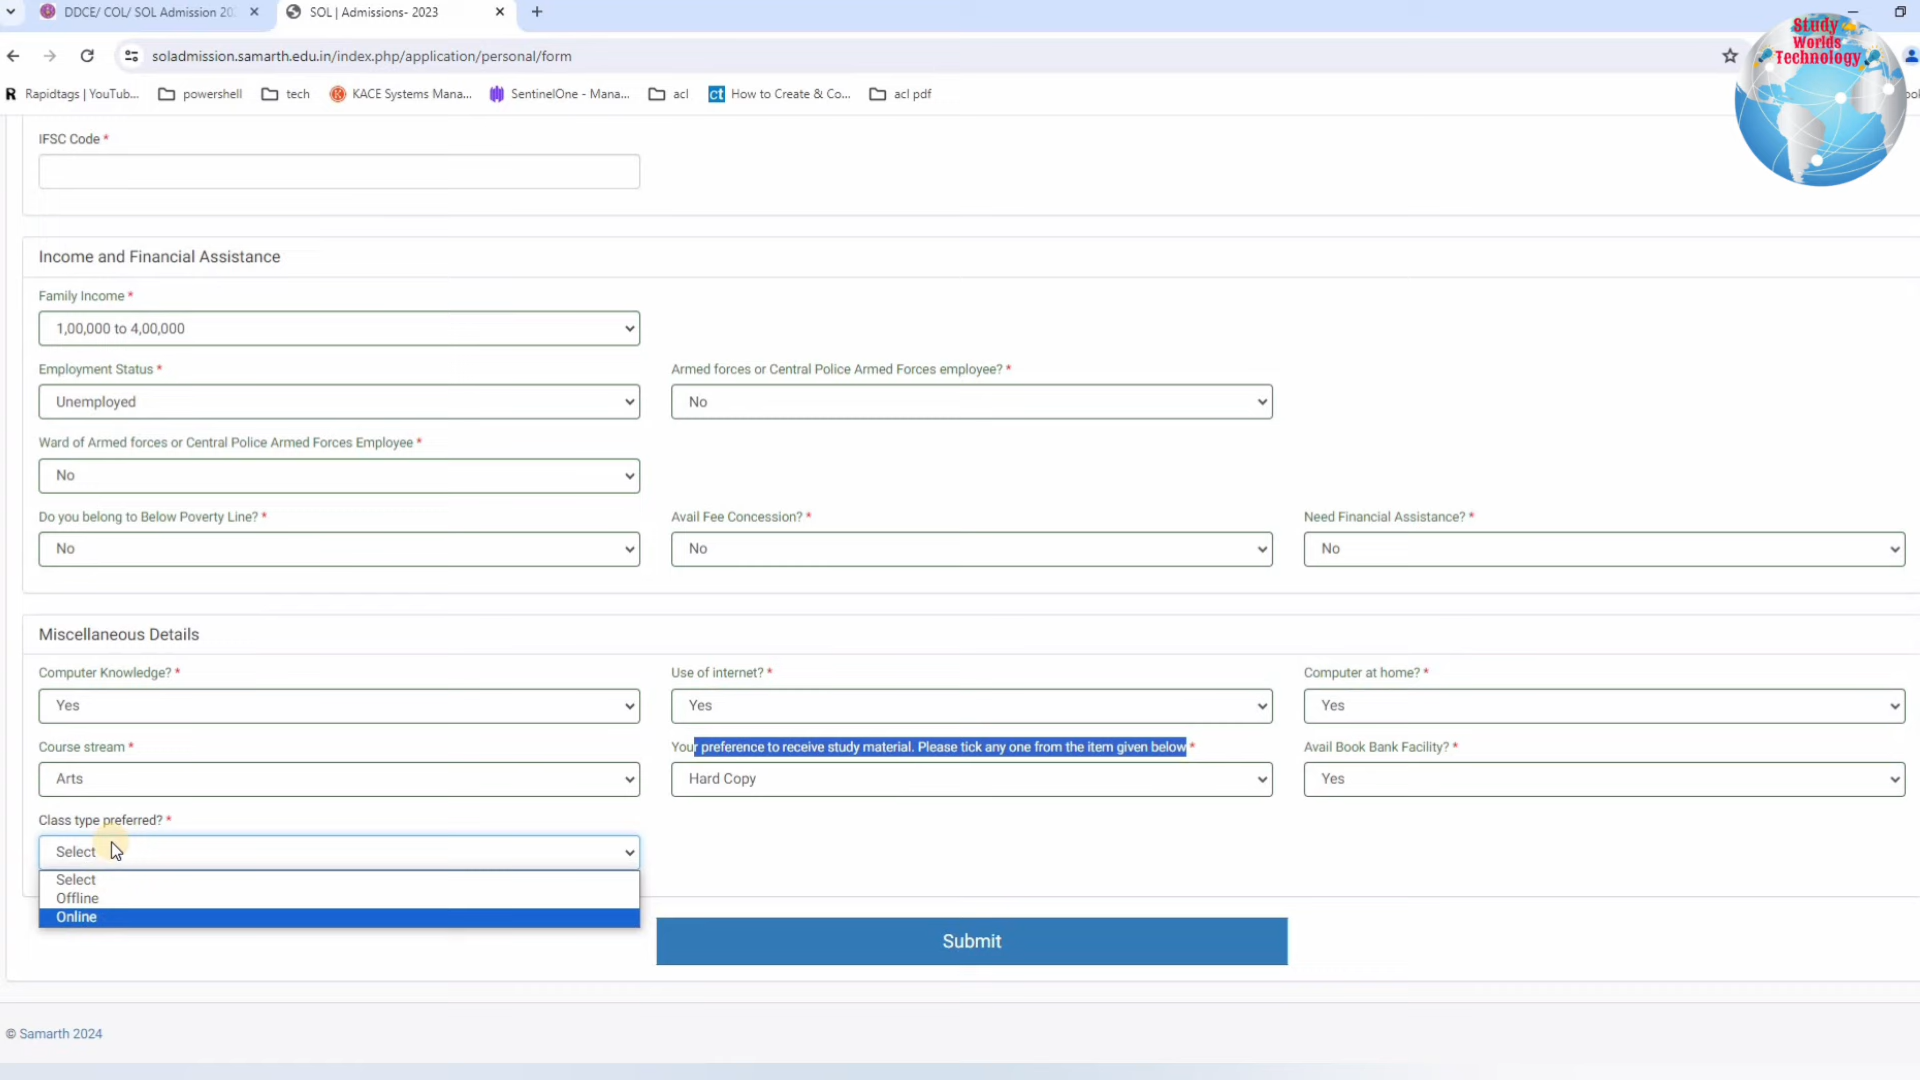 DDCE/ COL/ SOL Admission 20
SOL | Admissions- 2023
soladmission.samarth.edu.in/index.php/application/personal/form
Study
Worlds
Technology
Rapidtags | YouTub...
powershell
tech
KACE Systems Mana...
SentinelOne - Mana...
acl
ct
How to Create & Co...
acl pdf
IFSC Code *
Income and Financial Assistance
Family Income *
1,00,000 to 4,00,000
Employment Status *
Armed forces or Central Police Armed Forces employee? *
Unemployed
No
Ward of Armed forces or Central Police Armed Forces Employee *
No
Do you belong to Below Poverty Line? *
Avail Fee Concession? *
Need Financial Assistance? *
No
No
No
Miscellaneous Details
Computer Knowledge? *
Use of internet? *
Computer at home? *
Yes
Yes
Yes
Course stream *
Your preference to receive study material. Please tick any one from the item given below *
Avail Book Bank Facility? *
Arts
Hard Copy
Yes
Class type preferred? *
Select
Select
Offline
Online
Submit
© Samarth 2024